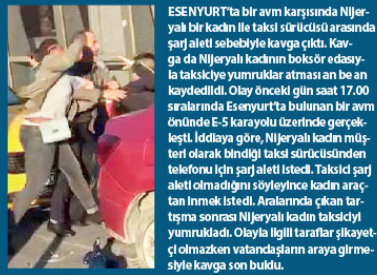 ESENYURT'ta bir avm karşısında Nijer-
yalı bir kadın ile taksi sürücüsü arasında
şarj aleti sebebiyle kavga çıktı. Kav-
ga da Nijeryalı kadının boksör edasıy-
la taksiciye yumruklar atması an be an
kaydedildi. Olay önceki gün saat 17.00
sıralarında Esenyurt'ta bulunan bir avm
önünde E-5 karayolu üzerinde gerçek-
leşti. İddiaya göre, Nijeryalı kadın müş-
teri olarak bindiği taksi sürücüsünden
telefonu için şarj aleti istedi. Taksici şarj
aleti olmadığını söyleyince kadın araç-
tan inmek istedi. Aralarında çıkan tar-
tışma sonrası Nijeryalı kadın taksiciyi
yumrukladı. Olayla ilgili taraflar şikayet-
çi olmazken vatandaşların araya girme-
siyle kavga son buldu.